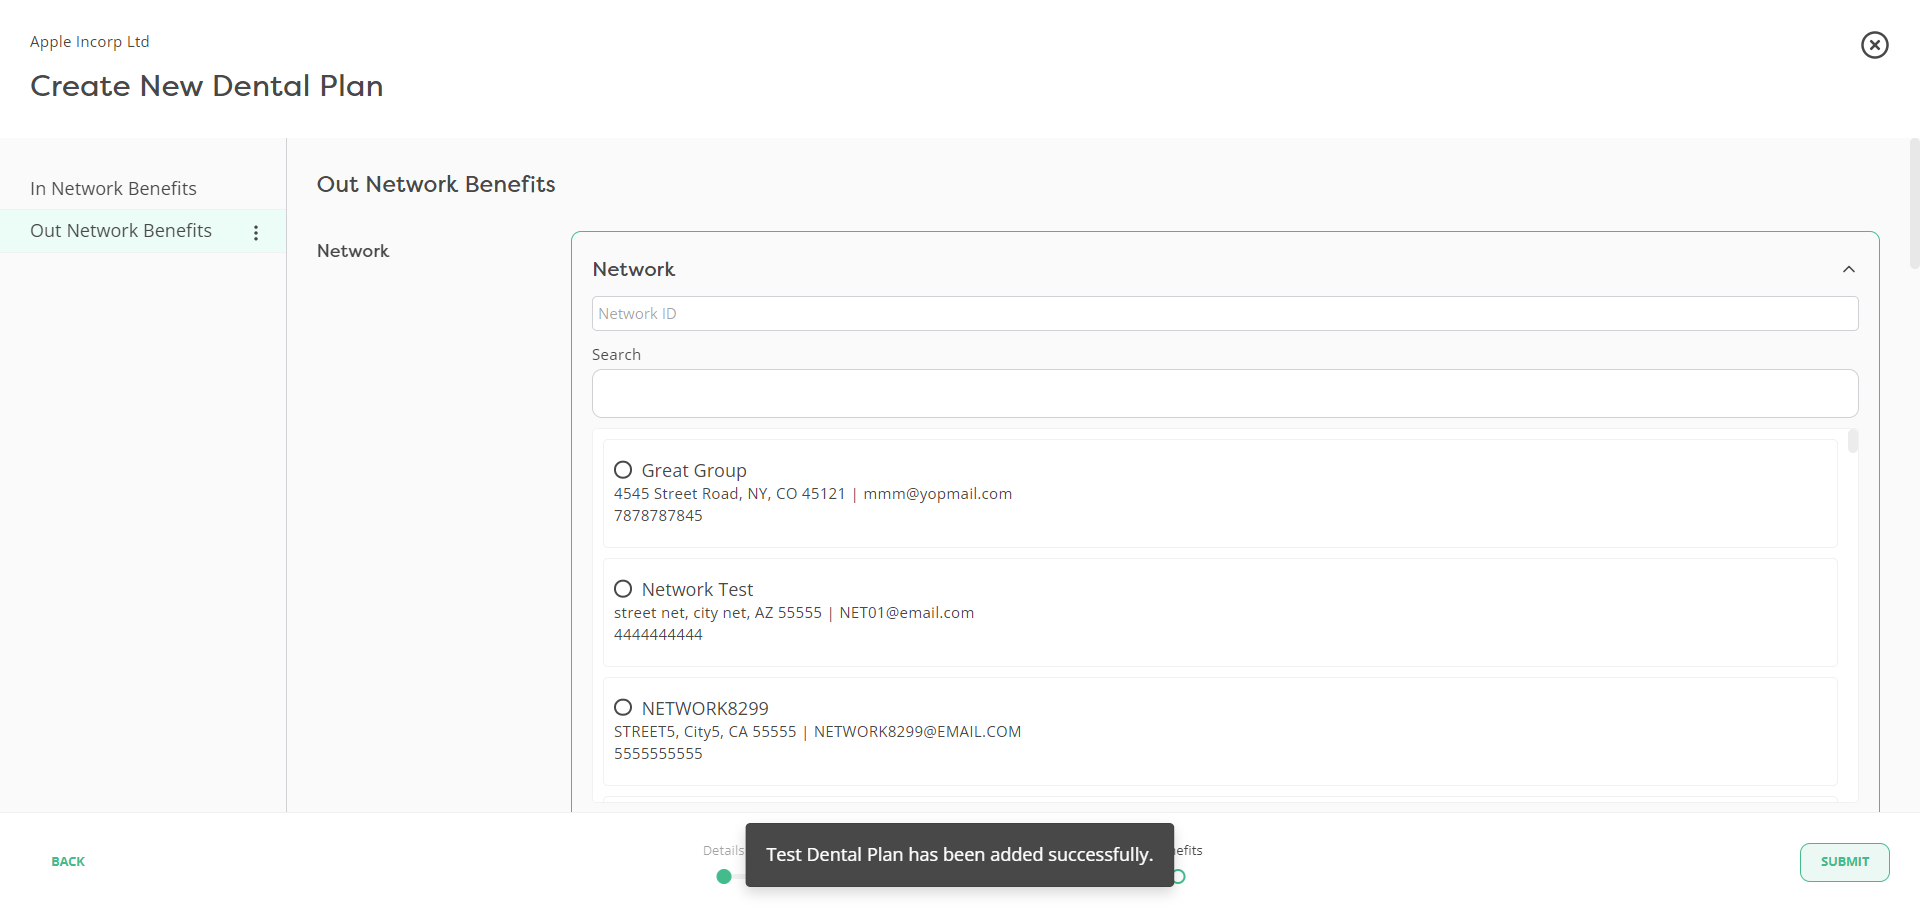 Apple Incorp Ltd
Create New Dental Plan
In Network Benefits
Out Network Benefits
Out Network Benefits
Network
Network
Network ID
Search
Great Group
4545 Street Road, NY, CO 45121 | mmm@yopmail.com
7878787845
Network Test
street net, city net, AZ 55555 | NET01@email.com
4444444444
NETWORK8299
STREET5, City5, CA 55555 | NETWORK8299@EMAIL.COM
5555555555
BACK
Details
Test Dental Plan has been added successfully.
SUBMIT